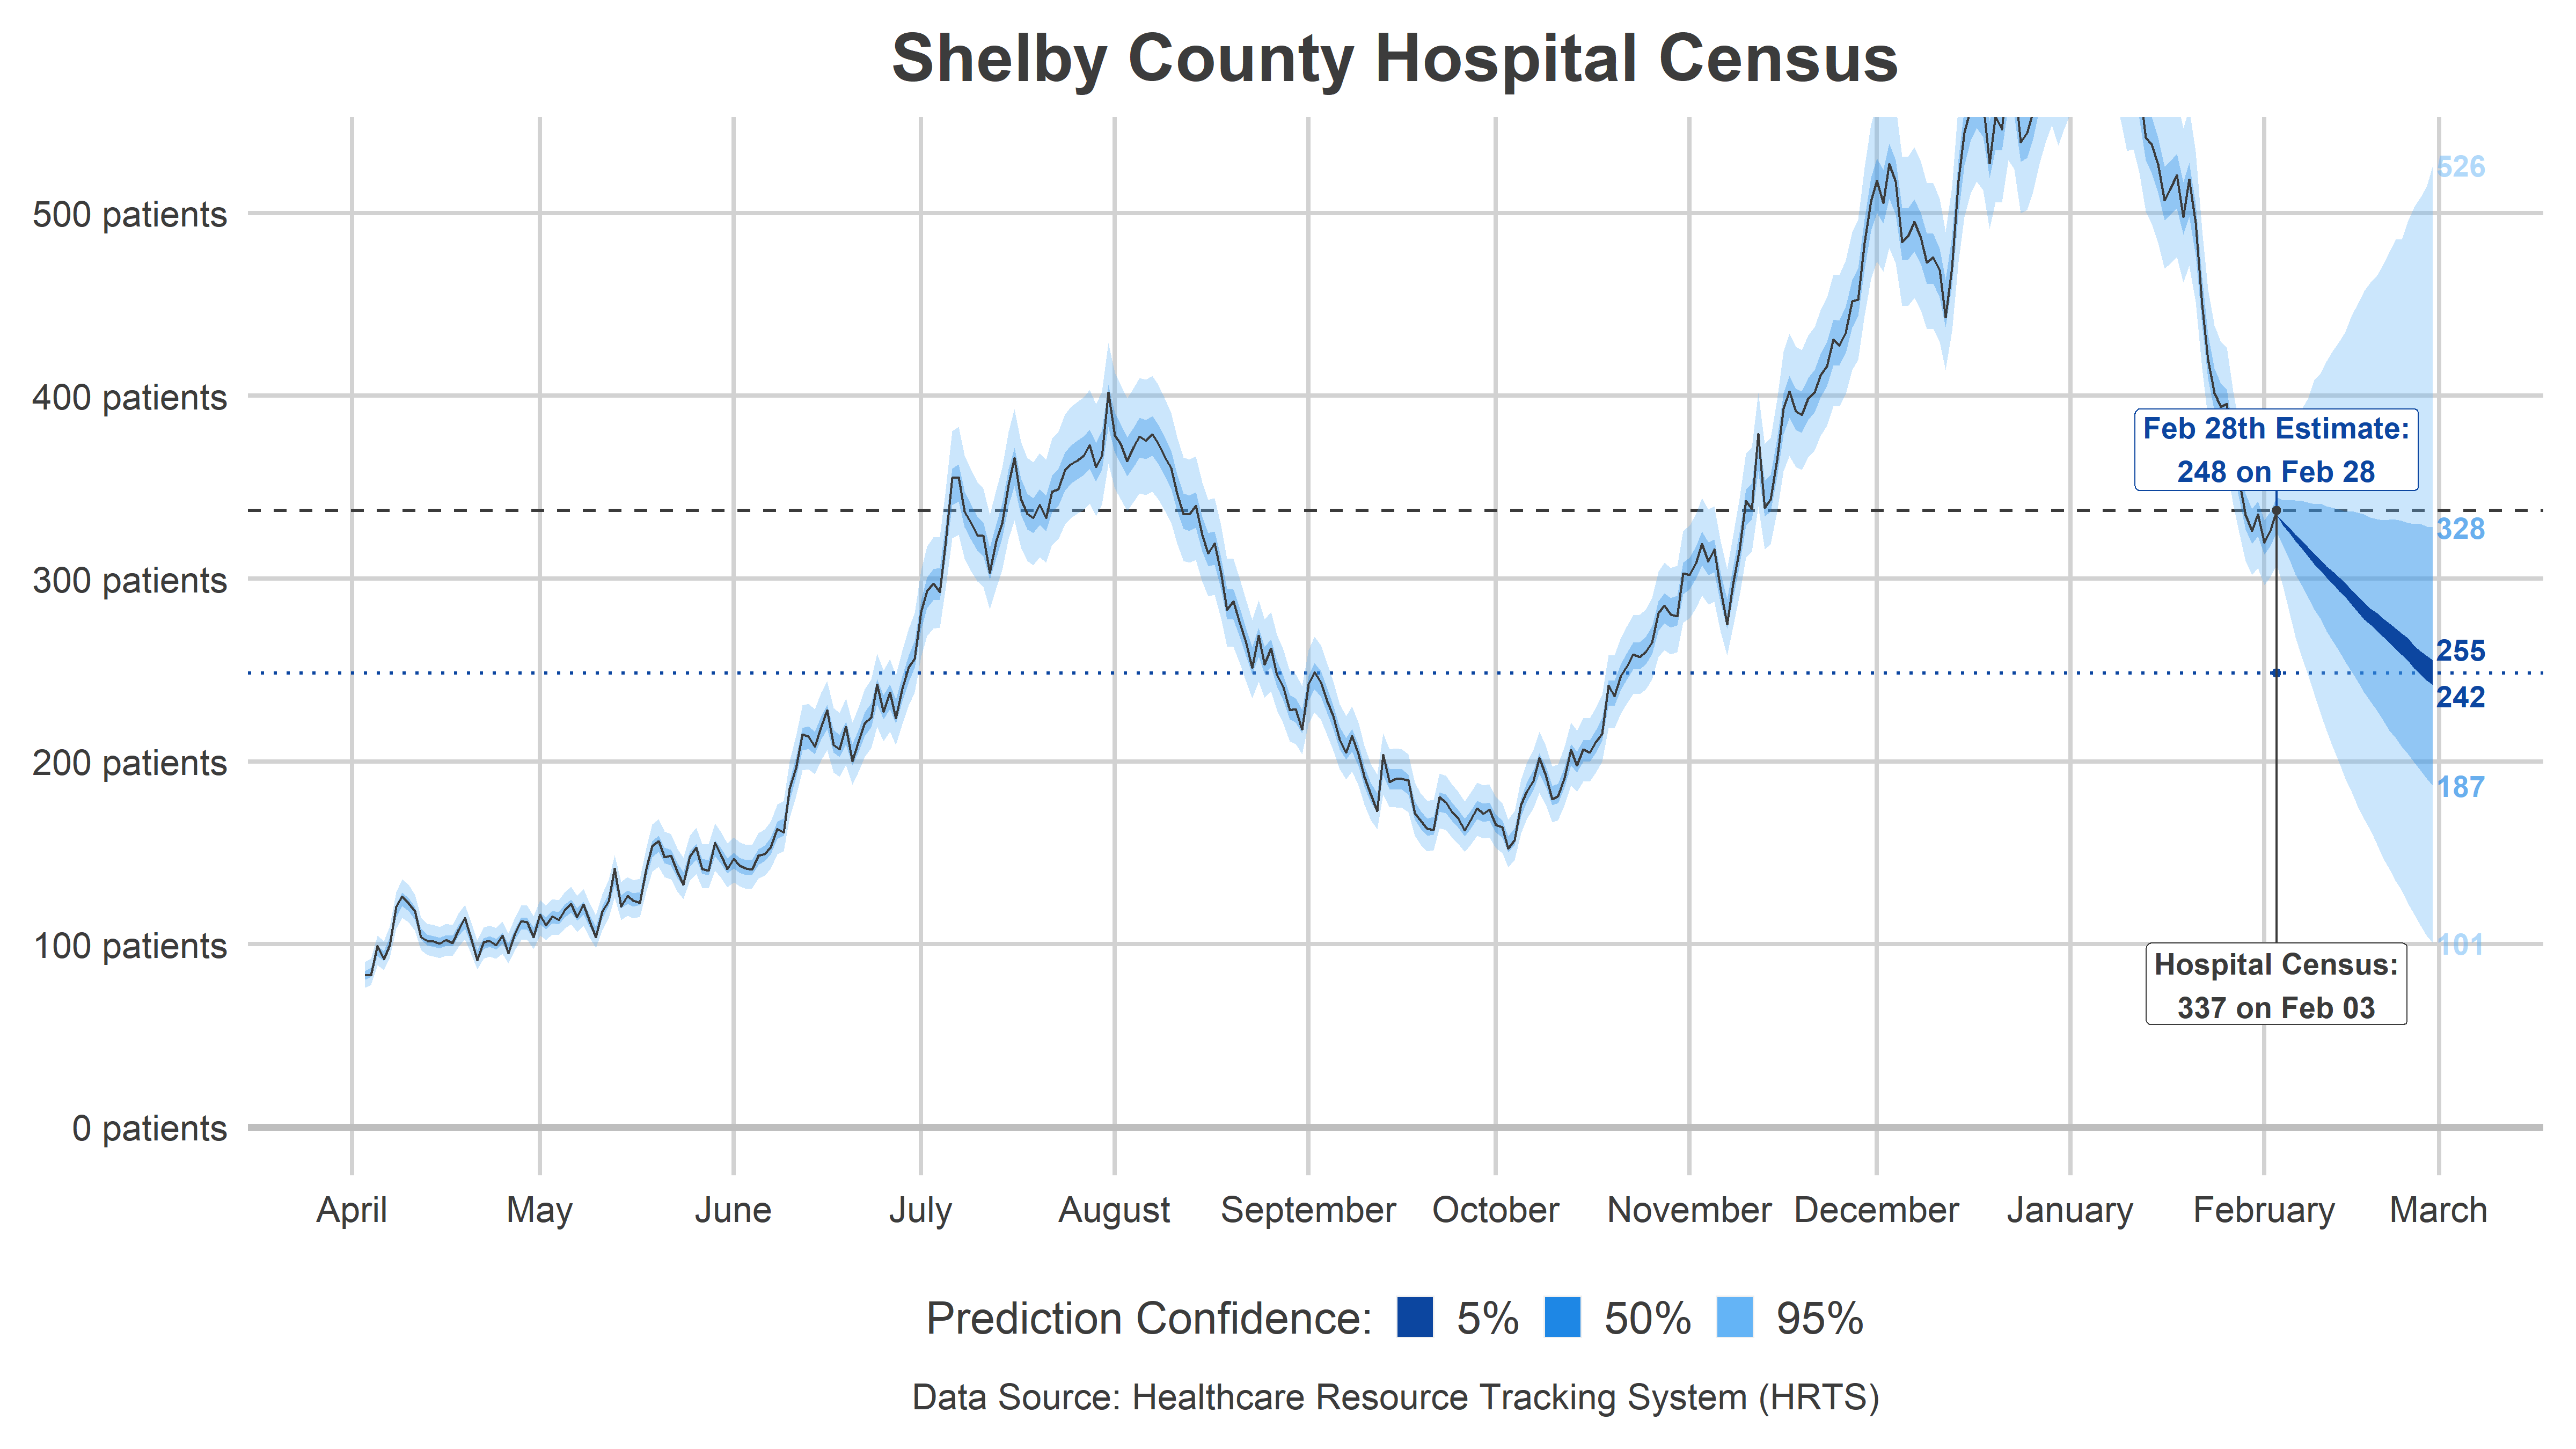 Shelby County Hospital Census
500 patients
400 patients
300 patients
200 patients
100 patients
0 patients
526
Feb 28th Estimate:
248 on Feb 28
328
255
242
187
101
Hospital Census:
337 on Feb 03
April May June July August September October November December January February March
Prediction Confidence: 5% 50% 95%
Data Source: Healthcare Resource Tracking System (HRTS)